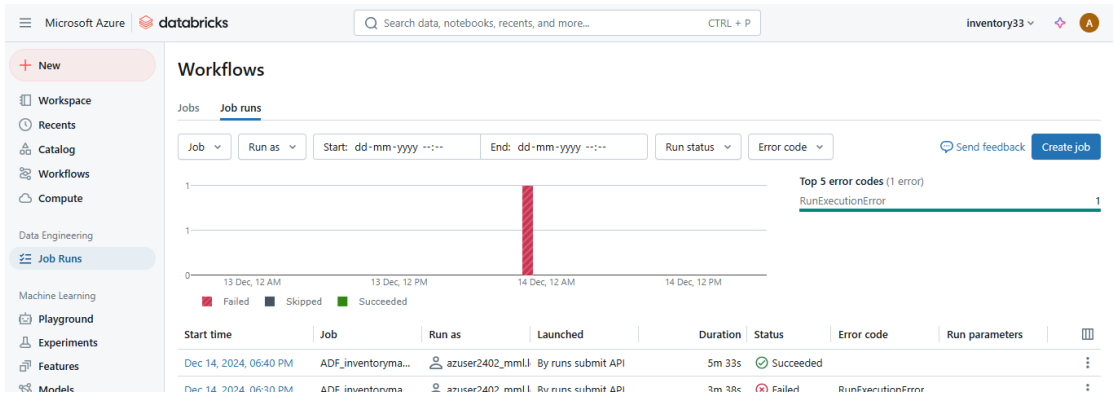 Microsoft Azure databricks Search data, notebooks, recents, and more... CTRL + P inventory33 A
New
Workspace
Recents
Catalog
Workflows
Compute
Data Engineering
Job Runs
Machine Learning
Playground
Experiments
Features
Models
Workflows
Jobs Job runs
Job Run as Start: dd-mm-yyyy --:-- End: dd-mm-yyyy --:-- Run status Error code Send feedback Create job
1
1
0
13 Dec, 12 AM 13 Dec, 12 PM 14 Dec, 12 AM 14 Dec, 12 PM
Failed Skipped Succeeded
Top 5 error codes (1 error)
RunExecutionError 1
Start time Job Run as Launched Duration Status Error code Run parameters
Dec 14, 2024, 06:40 PM ADF_inventoryma... azuser2402_mml.l By runs submit API 5m 33s Succeeded
Dec 14, 2024, 06:30 PM ADF_inventoryma... azuser2402_mml.l By runs submit API 3m 38s Failed RunExecutionError